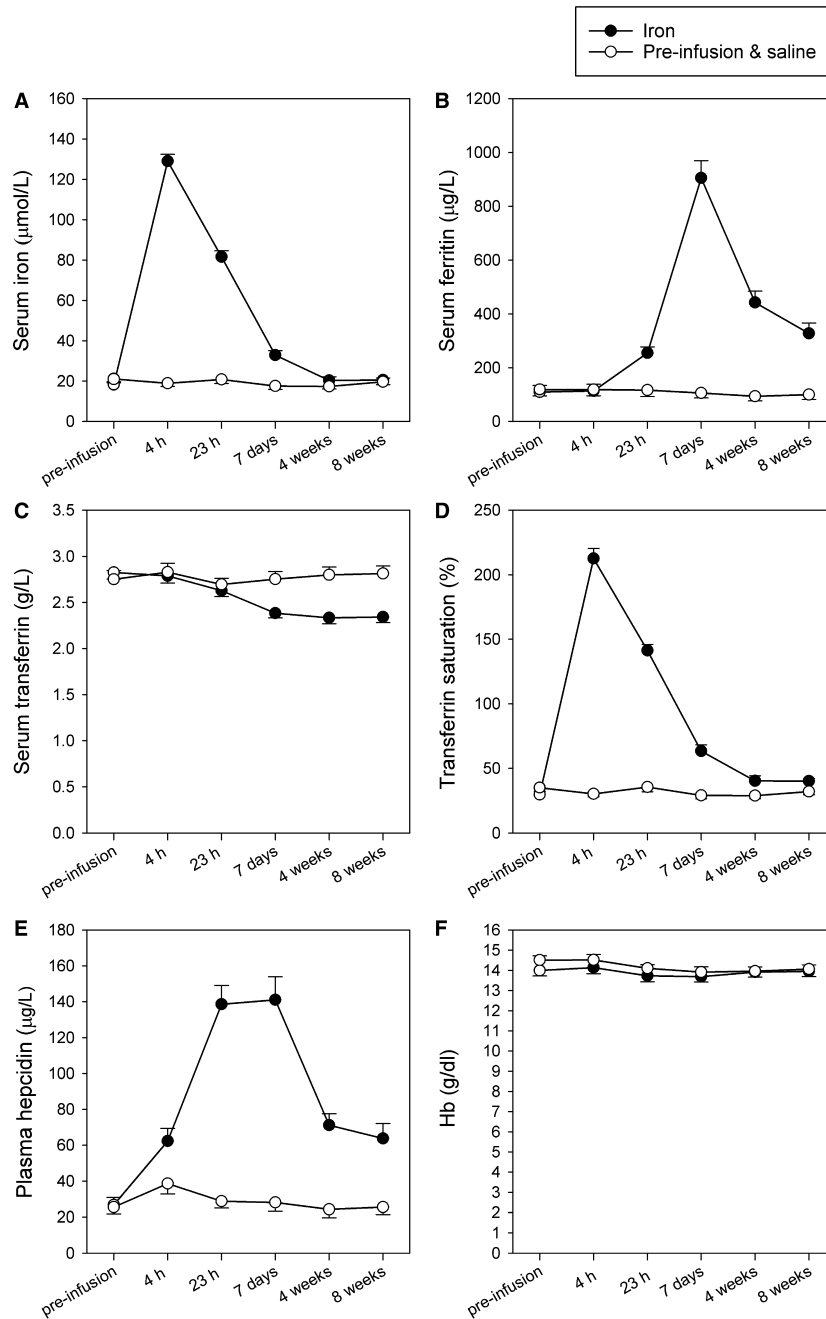 Iron
Pre-infusion & saline
A
160
140
120
100
80
60
40
20
0
Serum iron (μmol/L)
pre-infusion
4 h
23 h
7 days
4 weeks
8 weeks
B
1200
1000
800
600
400
200
0
Serum ferritin (μg/L)
pre-infusion
4 h
23 h
7 days
4 weeks
8 weeks
C
3.5
3.0
2.5
2.0
1.5
1.0
0.5
0.0
Serum transferrin (g/L)
pre-infusion
4 h
23 h
7 days
4 weeks
8 weeks
D
250
200
150
100
50
0
Transferrin saturation (%)
pre-infusion
4 h
23 h
7 days
4 weeks
8 weeks
E
180
160
140
120
100
80
60
40
20
0
Plasma hepcidin (μg/L)
pre-infusion
4 h
23 h
7 days
4 weeks
8 weeks
F
16
15
14
13
12
11
10
9
8
7
6
5
4
3
2
1
0
Hb (g/dl)
pre-infusion
4 h
23 h
7 days
4 weeks
8 weeks